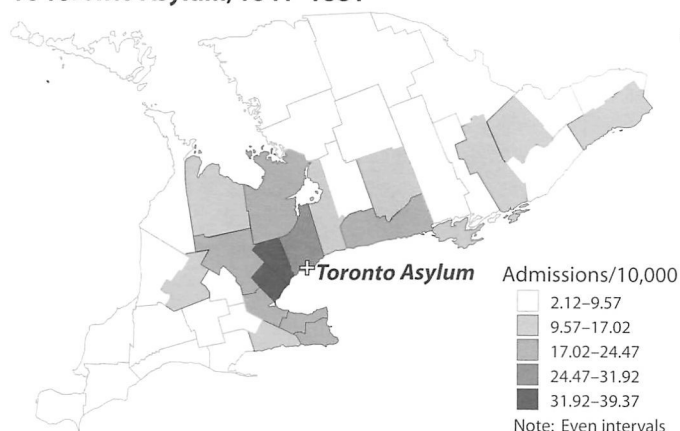 Toronto Asylum
Admissions/10,000
2.12–9.57
9.57–17.02
17.02–24.47
24.47–31.92
31.92–39.37
Note: Even intervals